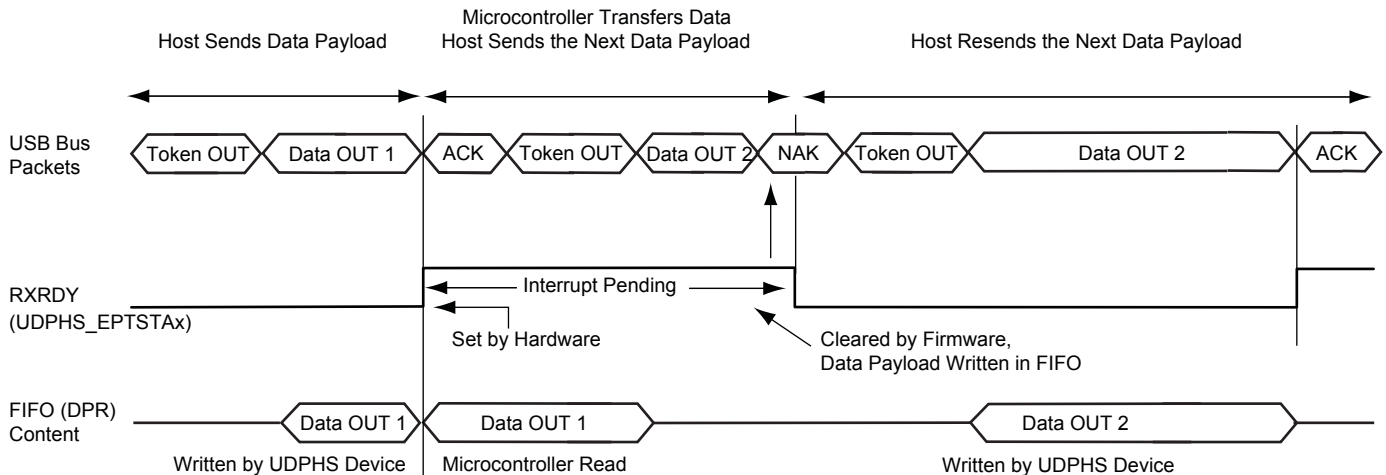 Microcontroller Transfers Data
Host Sends Data Payload
Host Sends the Next Data Payload
Host Resends the Next Data Payload
USB Bus
Packets
Token OUT
Data OUT 1
ACK
Token OUT
Data OUT 2
NAK
Token OUT
Data OUT 2
ACK
RXRDY
(UDPHS_EPTSTAx)
Interrupt Pending
Set by Hardware
Cleared by Firmware,
Data Payload Written in FIFO
FIFO (DPR)
Content
Data OUT 1
Data OUT 1
Data OUT 2
Written by UDPHS Device
Microcontroller Read
Written by UDPHS Device